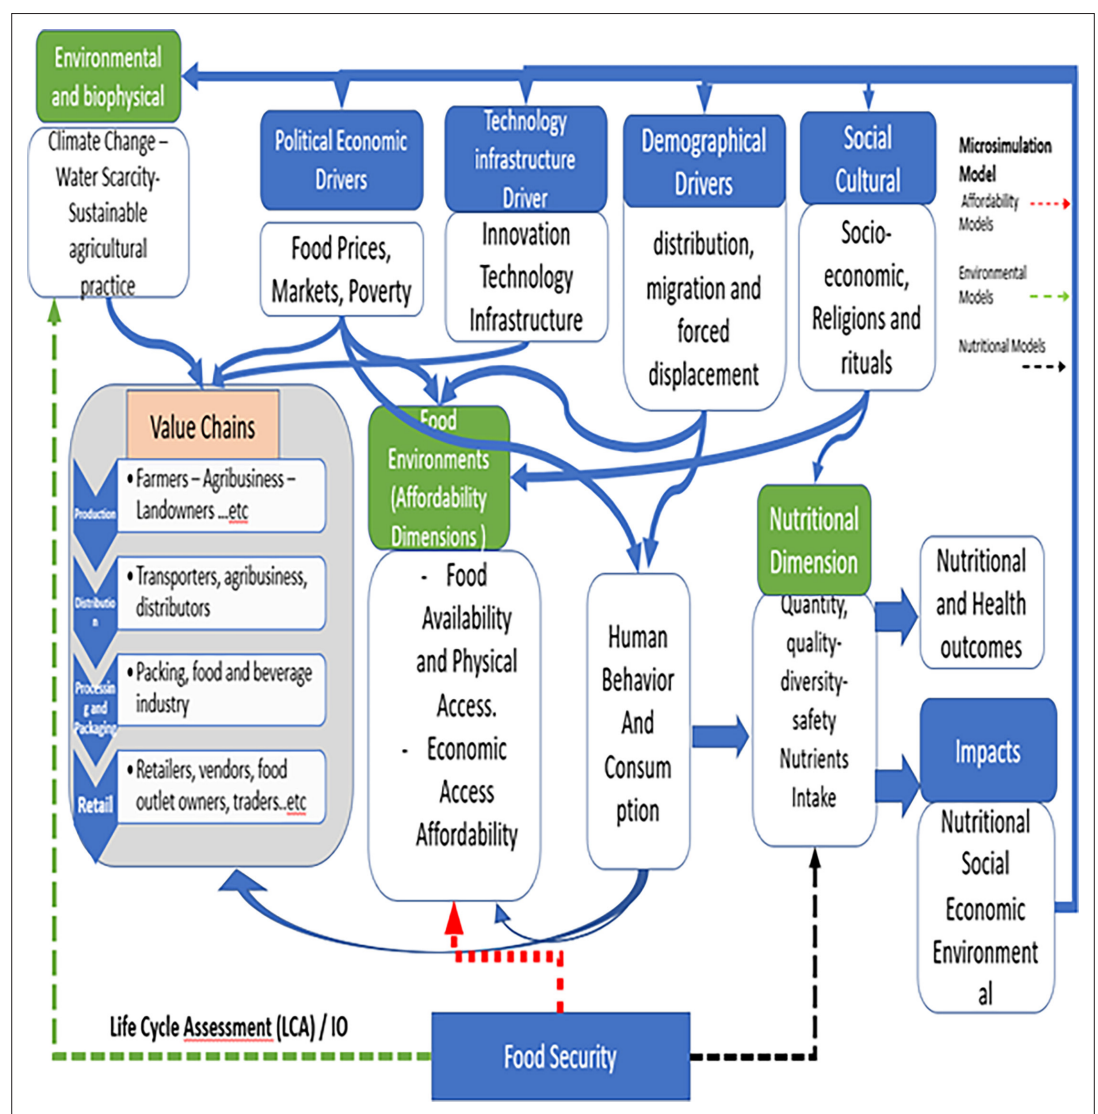 Environmental
and biophysical
Climate Change –
Water Scarcity-
Sustainable
agricultural
practice
Political Economic
Drivers
Food Prices,
Markets, Poverty
Technology
infrastructure
Driver
Innovation
Technology
Infrastructure
Demographical
Drivers
distribution,
migration and
forced
displacement
Social
Cultural
Socio-
economic,
Religions and
rituals
Microsimulation
Model
Affordability
Models
Environmental
Models
Nutritional Models
Value Chains
Production
• Farmers – Agribusiness –
Landowners ...etc
Distributio
n
Transporters, agribusiness,
distributors
Processin
g and
Packaging
• Packing, food and beverage
industry
Retail
• Retailers, vendors, food
outlet owners, traders..etc
Food
Environments
(Affordability
Dimensions )
- Food
Availability
and Physical
Access.
- Economic
Access
Affordability
Human
Behavior
And
Consum
ption
Nutritional
Dimension
Quantity,
quality-
diversity-
safety
Nutrients
Intake
Nutritional
and Health
outcomes
Impacts
Nutritional
Social
Economic
Environment
al
Life Cycle Assessment (LCA) / IO
Food Security